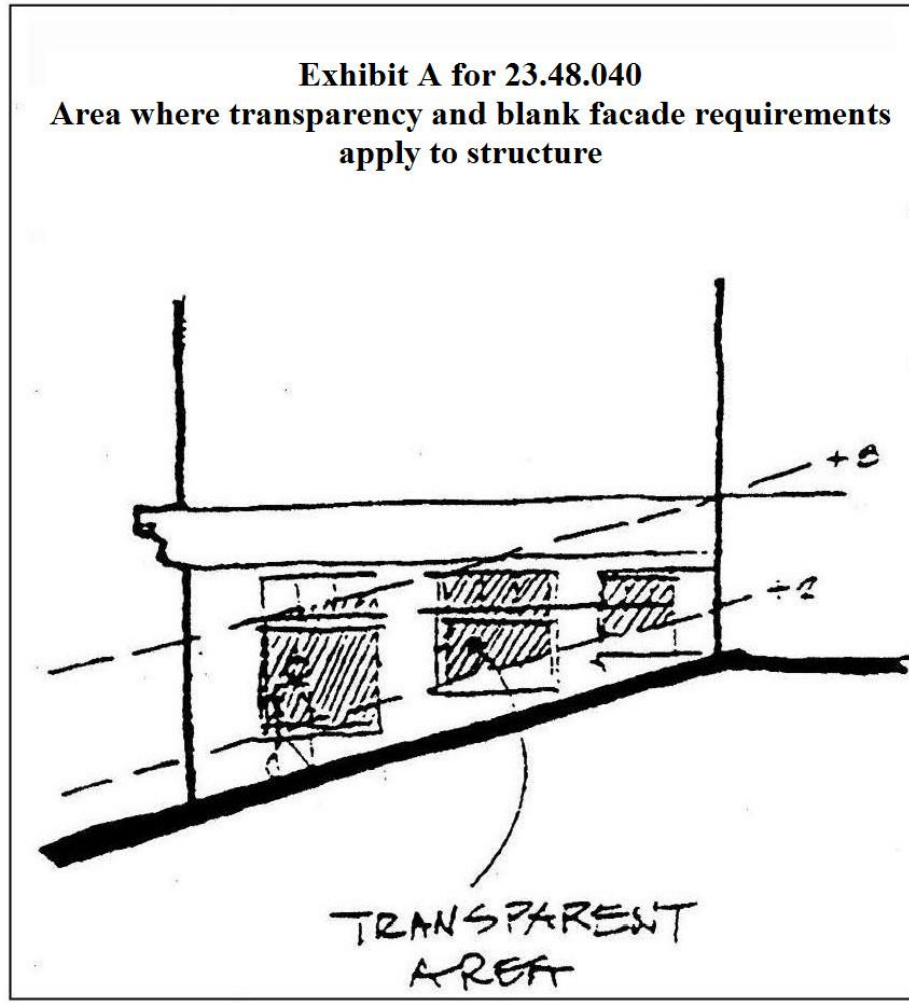 Exhibit A for 23.48.040
Area where transparency and blank facade requirements
apply to structure
+8
+2
TRANSPARENT
AREA